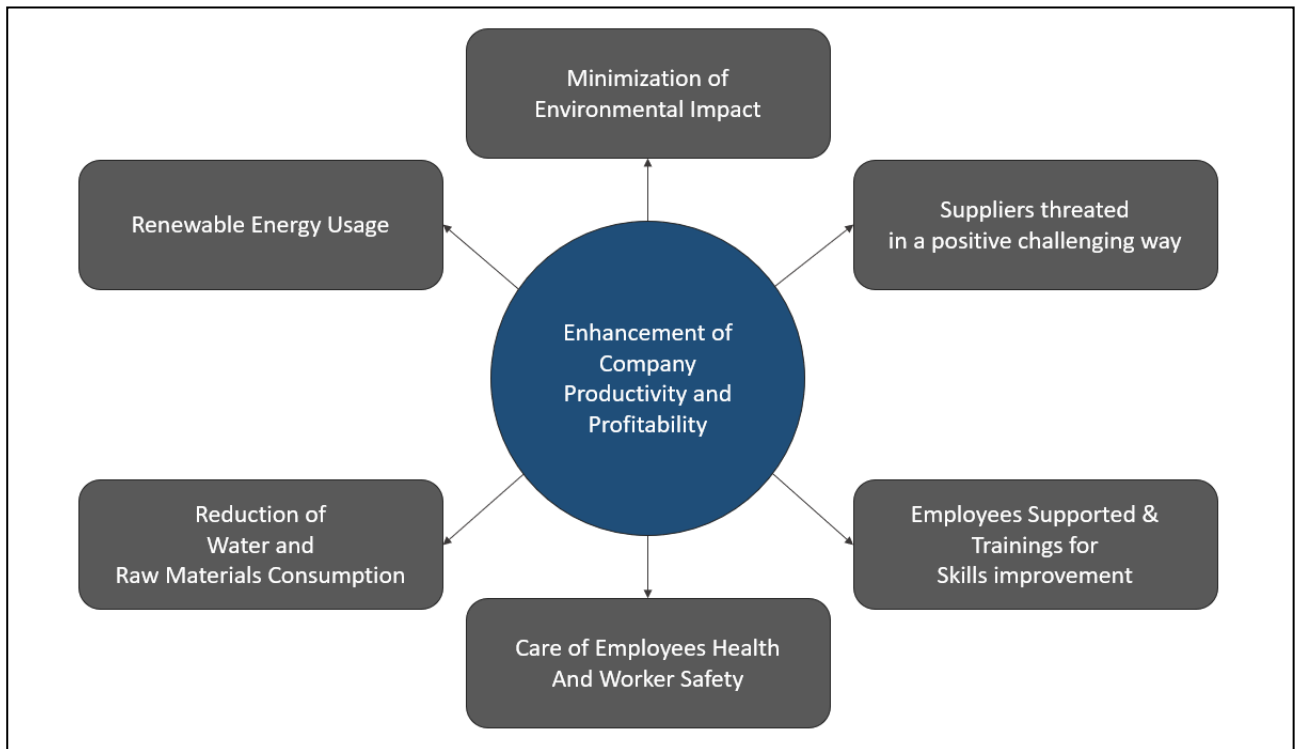 Minimization of
Environmental Impact
Renewable Energy Usage
Suppliers threated
in a positive challenging way
Enhancement of
Company
Productivity and
Profitability
Reduction of
Water and
Raw Materials Consumption
Employees Supported &
Trainings for
Skills improvement
Care of Employees Health
And Worker Safety